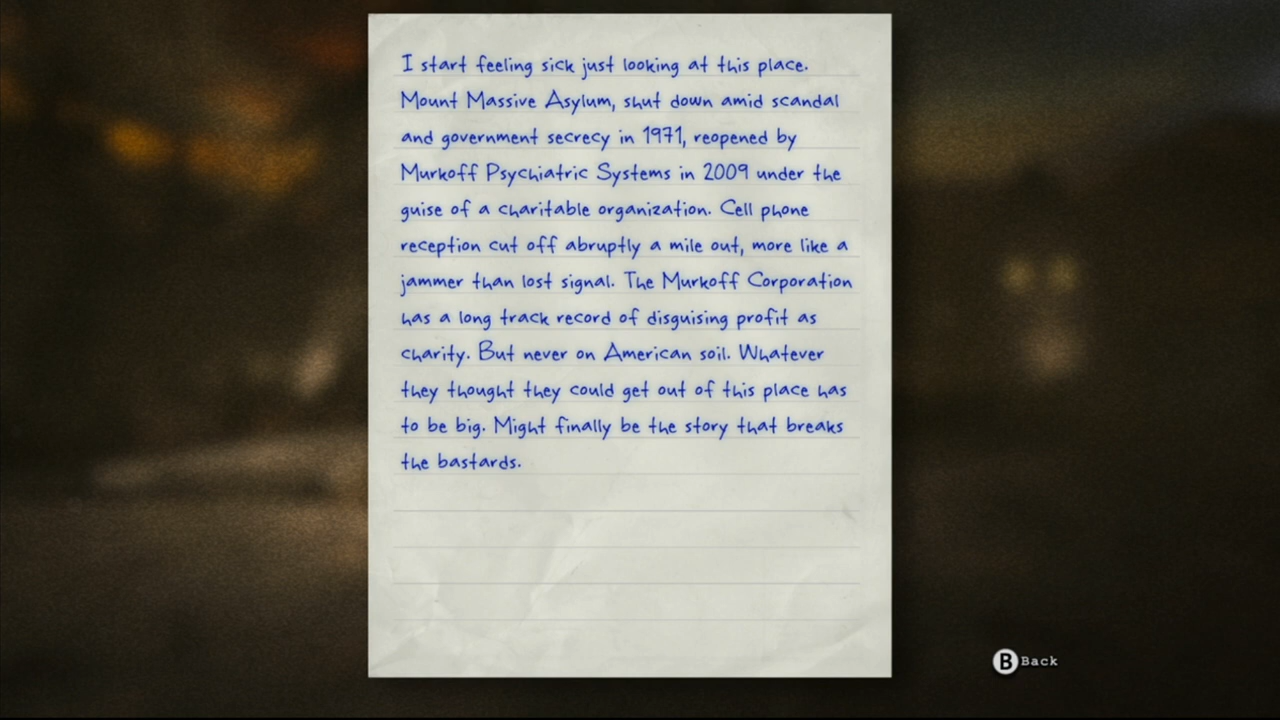 I start feeling sick just looking at this place.
Mount Massive Asylum, shut down amid scandal
and government secrecy in 1971, reopened by
Murkoff Psychiatric Systems in 2009 under the
guise of a charitable organization. Cell phone
reception cut off abruptly a mile out, more like a
jammer than lost signal. The Murkoff Corporation
has a long track record of disguising profit as
charity. But never on American soil. Whatever
they thought they could get out of this place has
to be big. Might finally be the story that breaks
the bastards.
B Back